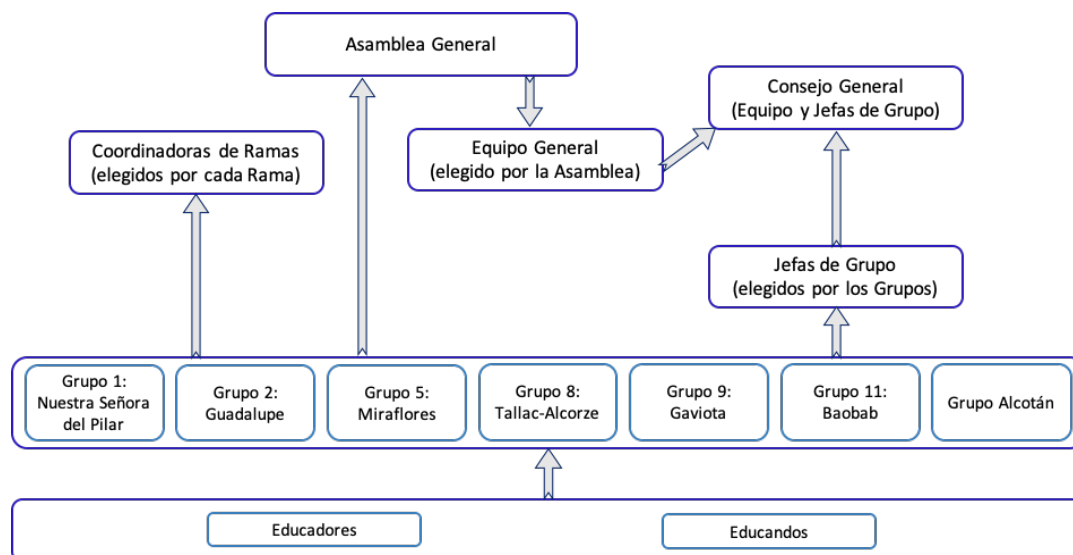 Asamblea General
Consejo General
(Equipo y Jefas de Grupo)
Coordinadoras de Ramas
(elegidos por cada Rama)
Equipo General
(elegido por la Asamblea)
Jefas de Grupo
(elegidos por los Grupos)
Grupo 1:
Nuestra Señora
del Pilar
Grupo 2:
Guadalupe
Grupo 5:
Miraflores
Grupo 8:
Tallac-Alcorze
Grupo 9:
Gaviota
Grupo 11:
Baobab
Grupo Alcotán
Educadores
Educandos